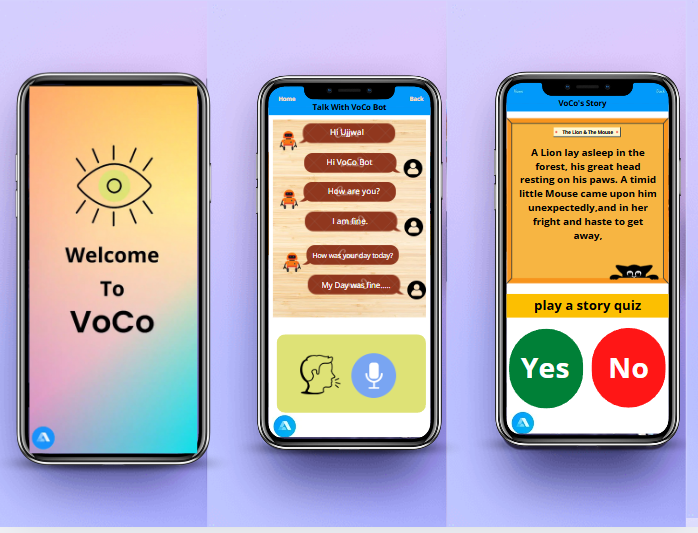 Welcome
To
VoCo
Home
Back
Talk With VoCo Bot
Hi Ujjwal
Hi VoCo Bot
How are you?
I am fine.
How was your day today?
My Day was fine.....
VoCo's Story
The Lion & The Mouse
A Lion lay asleep in the
forest, his great head
resting on his paws. A timid
little Mouse came upon him
unexpectedly,and in her
fright and haste to get
away,
play a story quiz
Yes
No